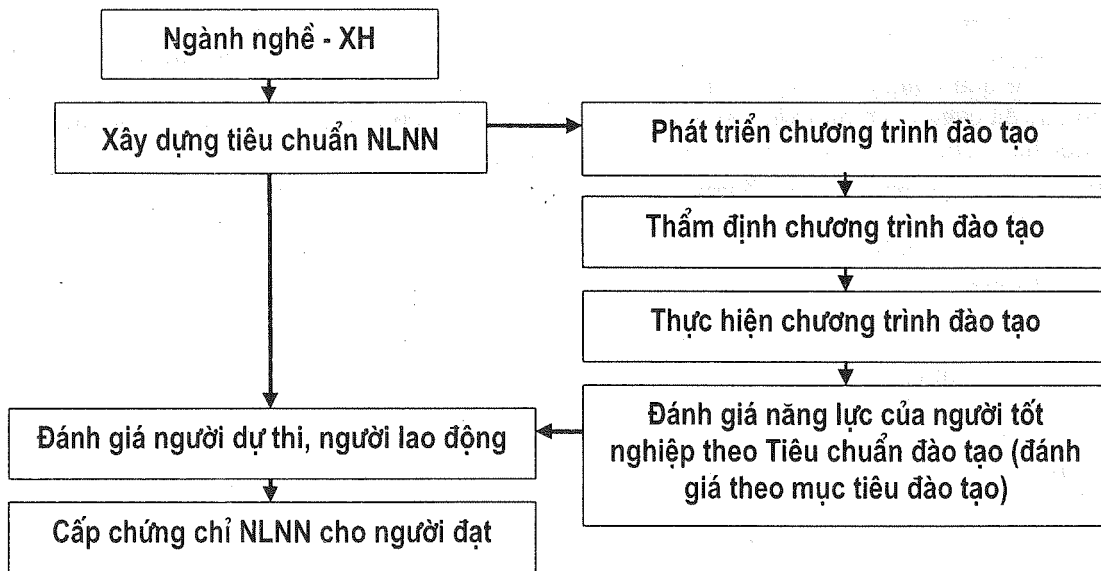 Ngành nghề - XH
Xây dựng tiêu chuẩn NLNN
Phát triển chương trình đào tạo
Thẩm định chương trình đào tạo
Thực hiện chương trình đào tạo
Đánh giá năng lực của người tốt
nghiệp theo Tiêu chuẩn đào tạo (đánh
giá theo mục tiêu đào tạo)
Đánh giá người dự thi, người lao động
Cấp chứng chỉ NLNN cho người đạt